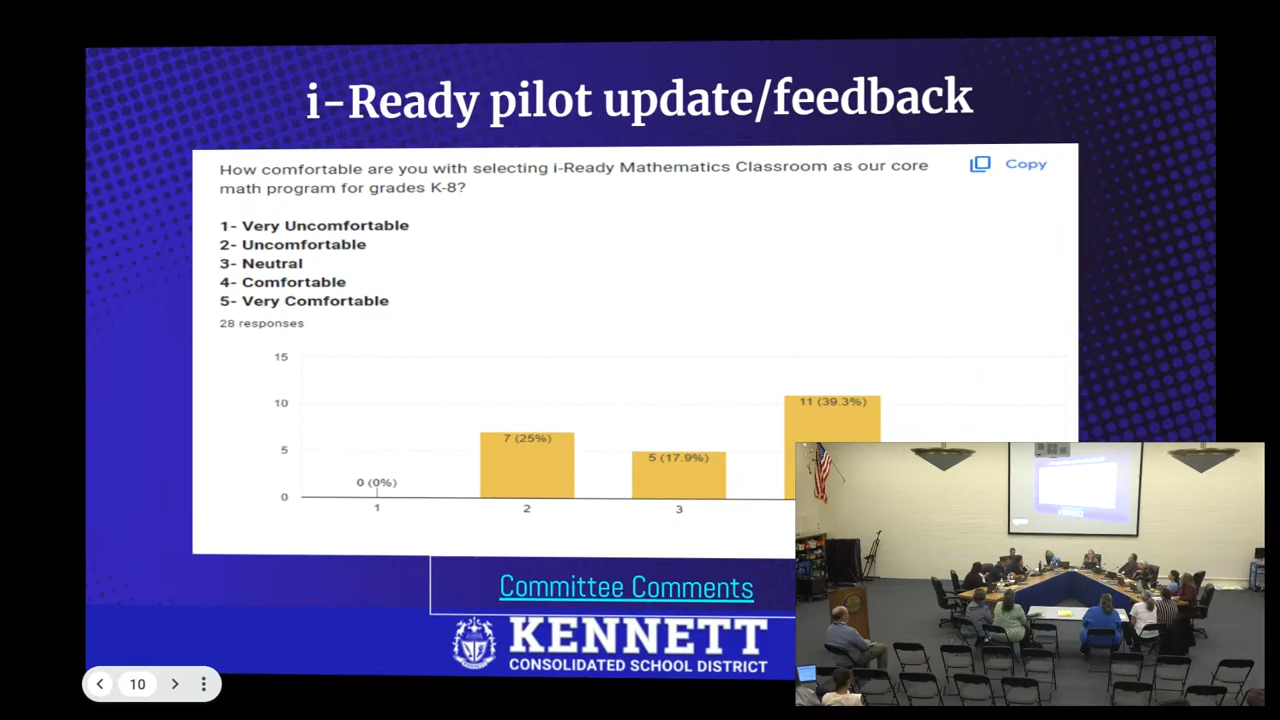 i-Ready pilot update/feedback
How comfortable are you with selecting i-Ready Mathematics Classroom as our core
math program for grades K-8?
Copy
1- Very Uncomfortable
2- Uncomfortable
3- Neutral
4- Comfortable
5- Very Comfortable
28 responses
15
10
5
0
0 (0%)
7 (25%)
5 (17.9%)
11 (39.3%)
1
2
3
Committee Comments
KENNETT
CONSOLIDATED SCHOOL DISTRICT
10